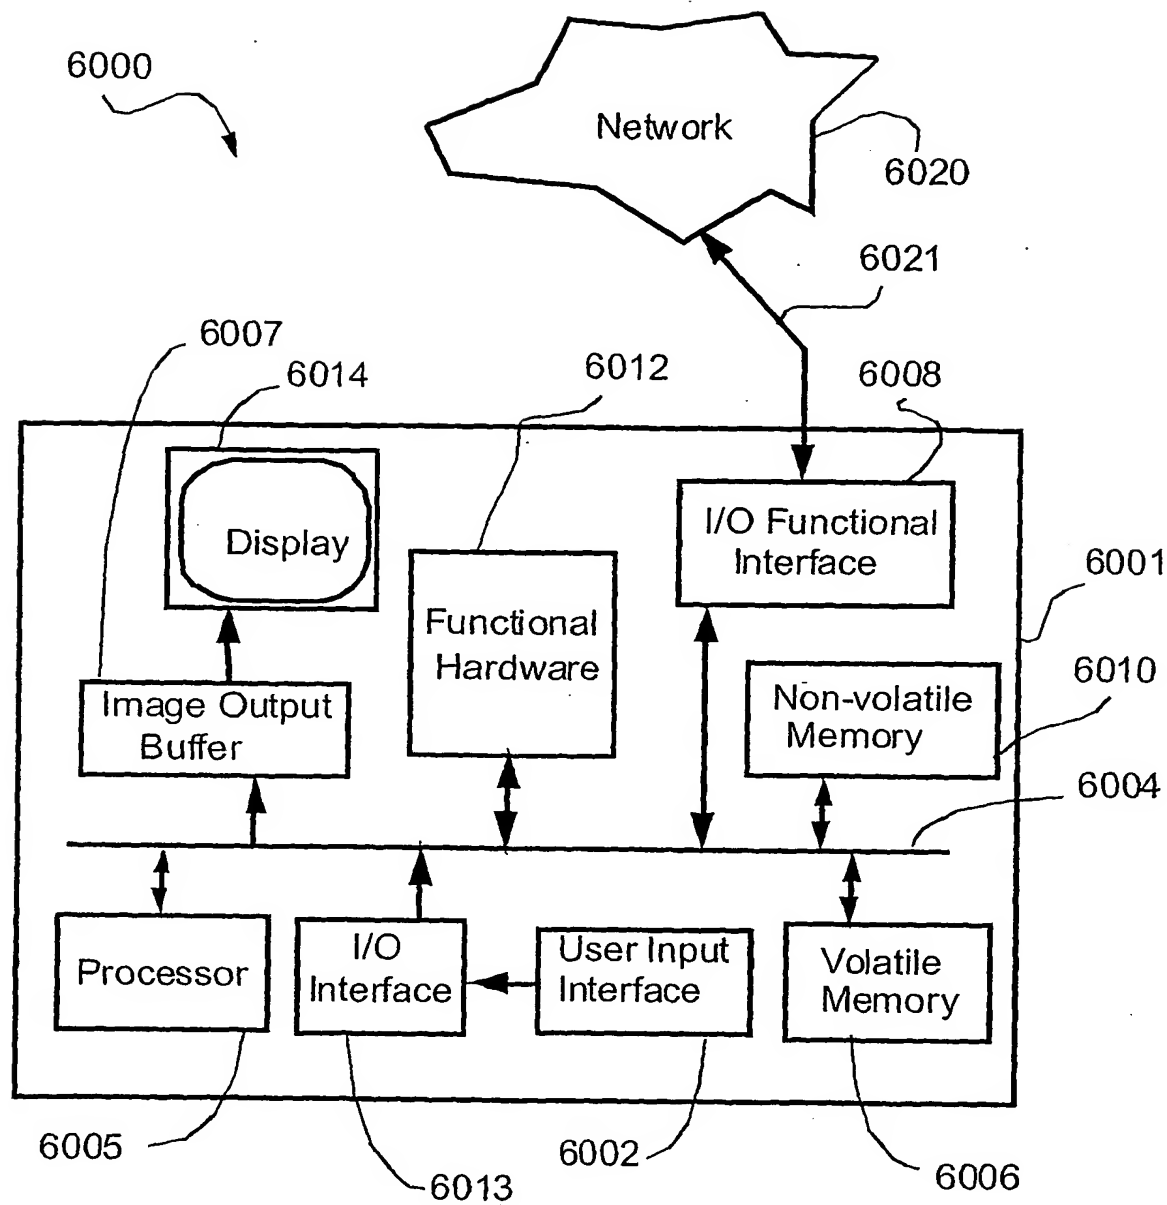 6000
Network
6020
6021
6007
6014
6012
6008
Display
I/O Functional
Interface
6001
Functional
Hardware
6010
Image Output
Buffer
Non-volatile
Memory
6004
Processor
I/O
Interface
User Input
Interface
Volatile
Memory
6005
6013
6002
6006